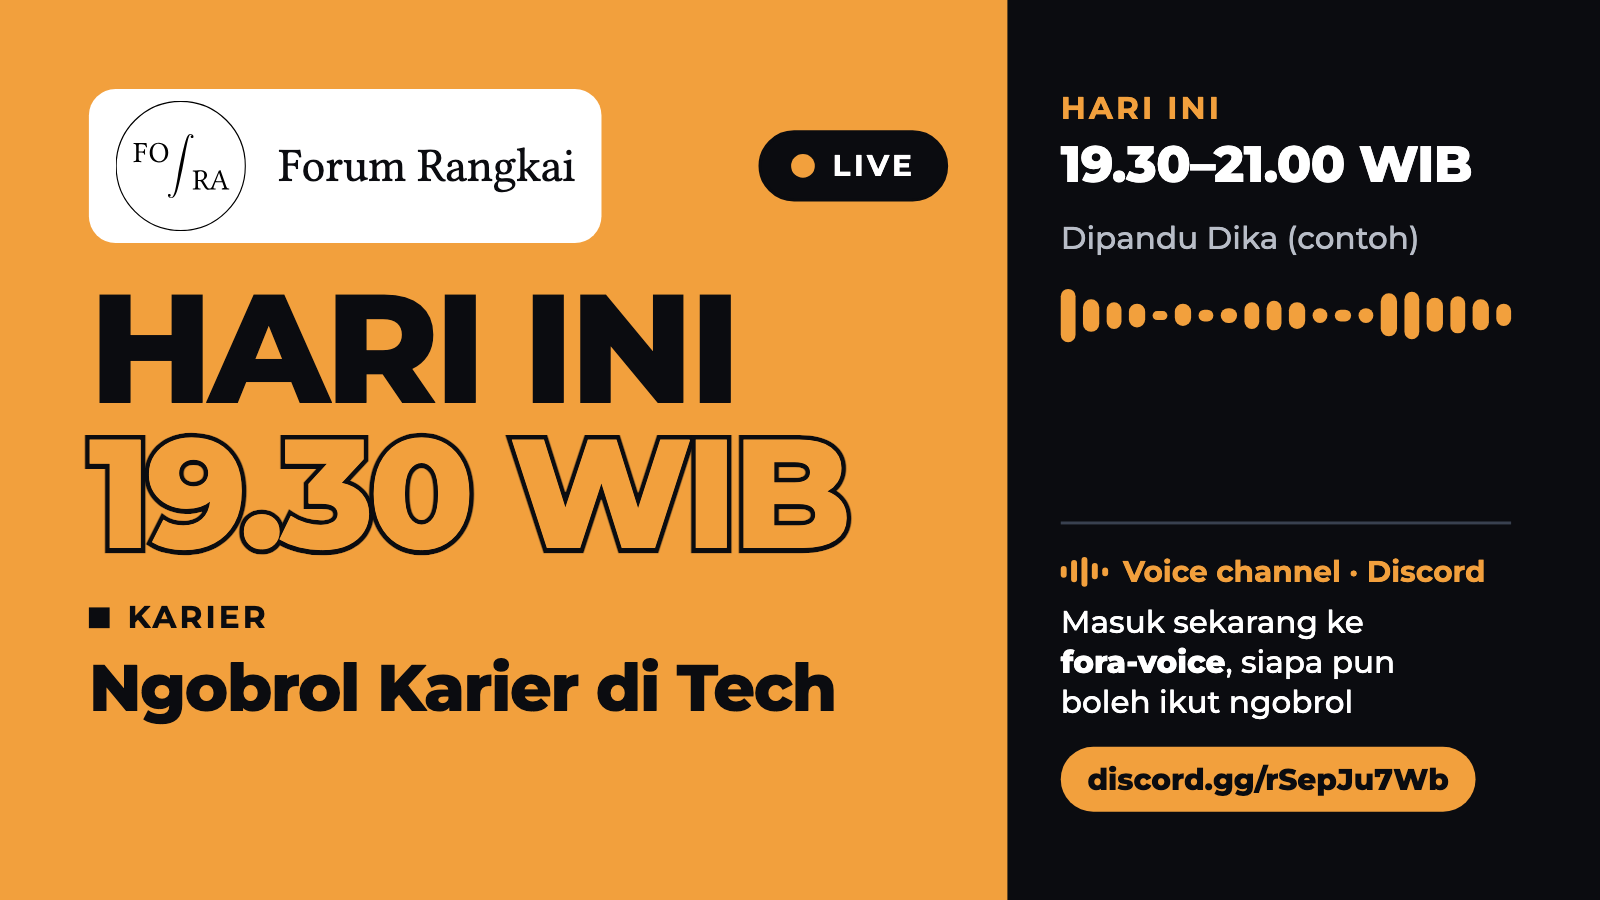 FO RA
Forum Rangkai
LIVE
HARI INI
19.30 WIB
KARIER
Ngobrol Karier di Tech
HARI INI
19.30–21.00 WIB
Dipandu Dika (contoh)
Voice channel · Discord
Masuk sekarang ke
fora-voice, siapa pun
boleh ikut ngobrol
discord.gg/rSepJu7Wb